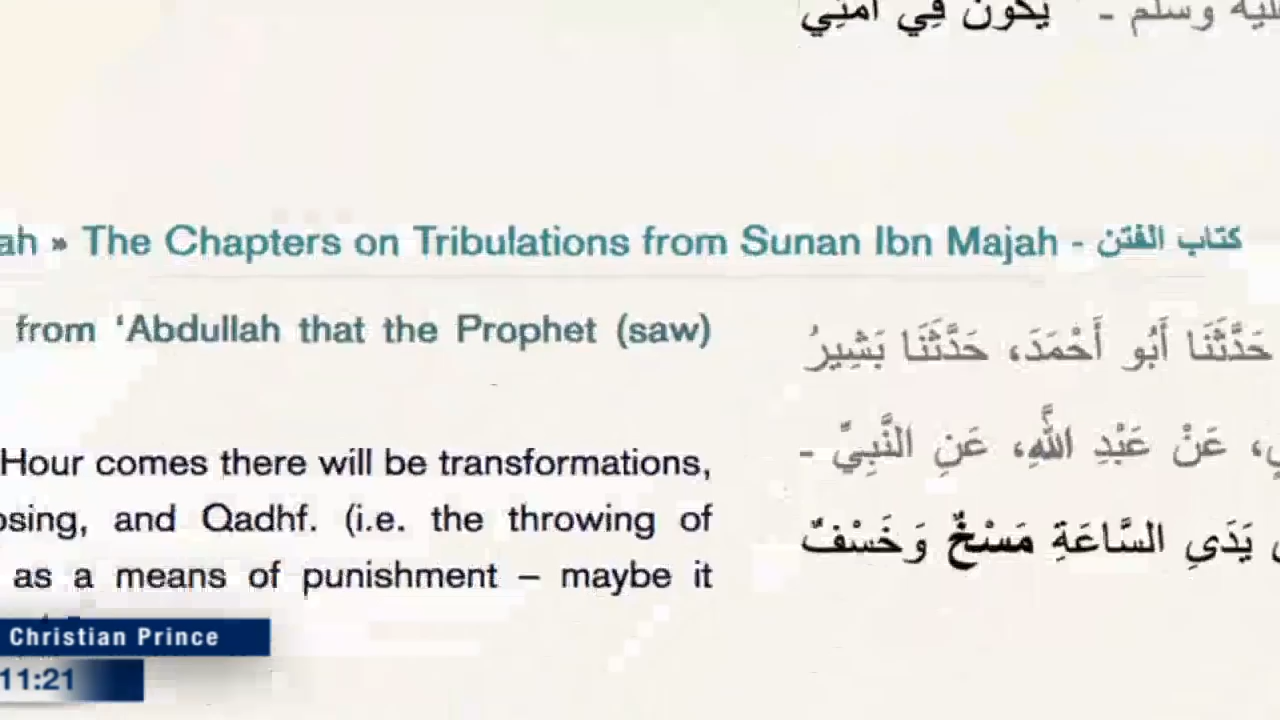 ليه وسلم - يكون في أمتي
ah » The Chapters on Tribulations from Sunan Ibn Majah - كتاب الفتن
from ‘Abdullah that the Prophet (saw)
حَدَّثَنَا أَبُو أَحْمَدَ، حَدَّثَنَا بَشِيرُ
، عَنْ عَبْدِ اللَّهِ، عَنِ النَّبِيِّ -
Hour comes there will be transformations,
osing, and Qadhf. (i.e. the throwing of
يَدَىِ السَّاعَةِ مَسْخٌ وَخَسْفٌ
as a means of punishment – maybe it
Christian Prince
11:21